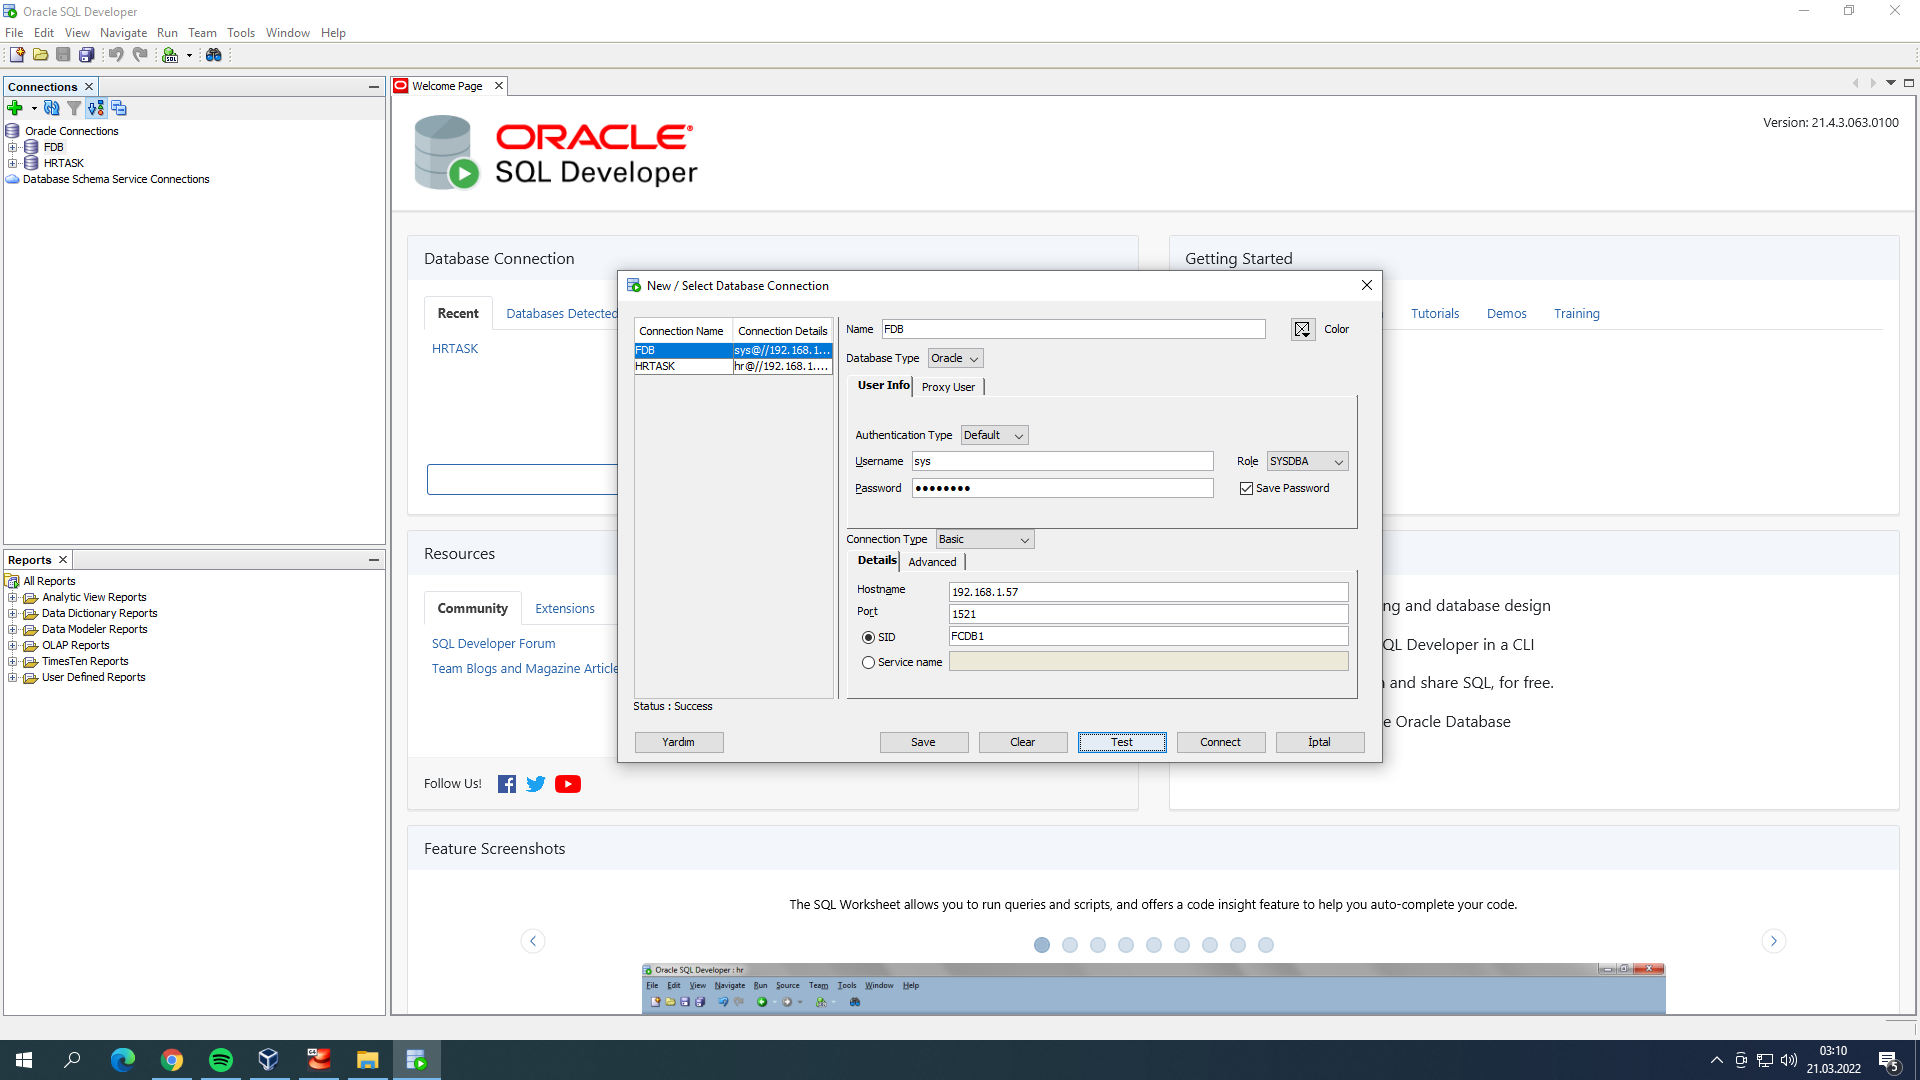 Oracle SQL Developer
File Edit View Navigate Run Team Tools Window Help
Connections
Oracle Connections
FDB
HRTASK
Database Schema Service Connections
Reports
All Reports
Analytic View Reports
Data Dictionary Reports
Data Modeler Reports
OLAP Reports
TimesTen Reports
User Defined Reports
Welcome Page
ORACLE
SQL Developer
Version: 21.4.3.063.0100
Database Connection
Recent Databases Detected
HRTASK
Getting Started
Tutorials Demos Training
Resources
Community Extensions
SQL Developer Forum
Team Blogs and Magazine Article
Follow Us!
ng and database design
QL Developer in a CLI
and share SQL, for free.
e Oracle Database
New / Select Database Connection
Connection Name Connection Details
FDB sys@//192.168.1...
HRTASK hr@//192.168.1....
Name FDB
Color
Database Type Oracle
User Info Proxy User
Authentication Type Default
Username sys
Role SYSDBA
Password ••••••••
Save Password
Connection Type Basic
Details Advanced
Hostname 192.168.1.57
Port 1521
SID FCDB1
Service name
Status : Success
Yardım Save Clear Test Connect İptal
Feature Screenshots
The SQL Worksheet allows you to run queries and scripts, and offers a code insight feature to help you auto-complete your code.
Oracle SQL Developer : hr
File Edit View Navigate Run Source Team Tools Window Help
SQL
64
03:10
21.03.2022
5